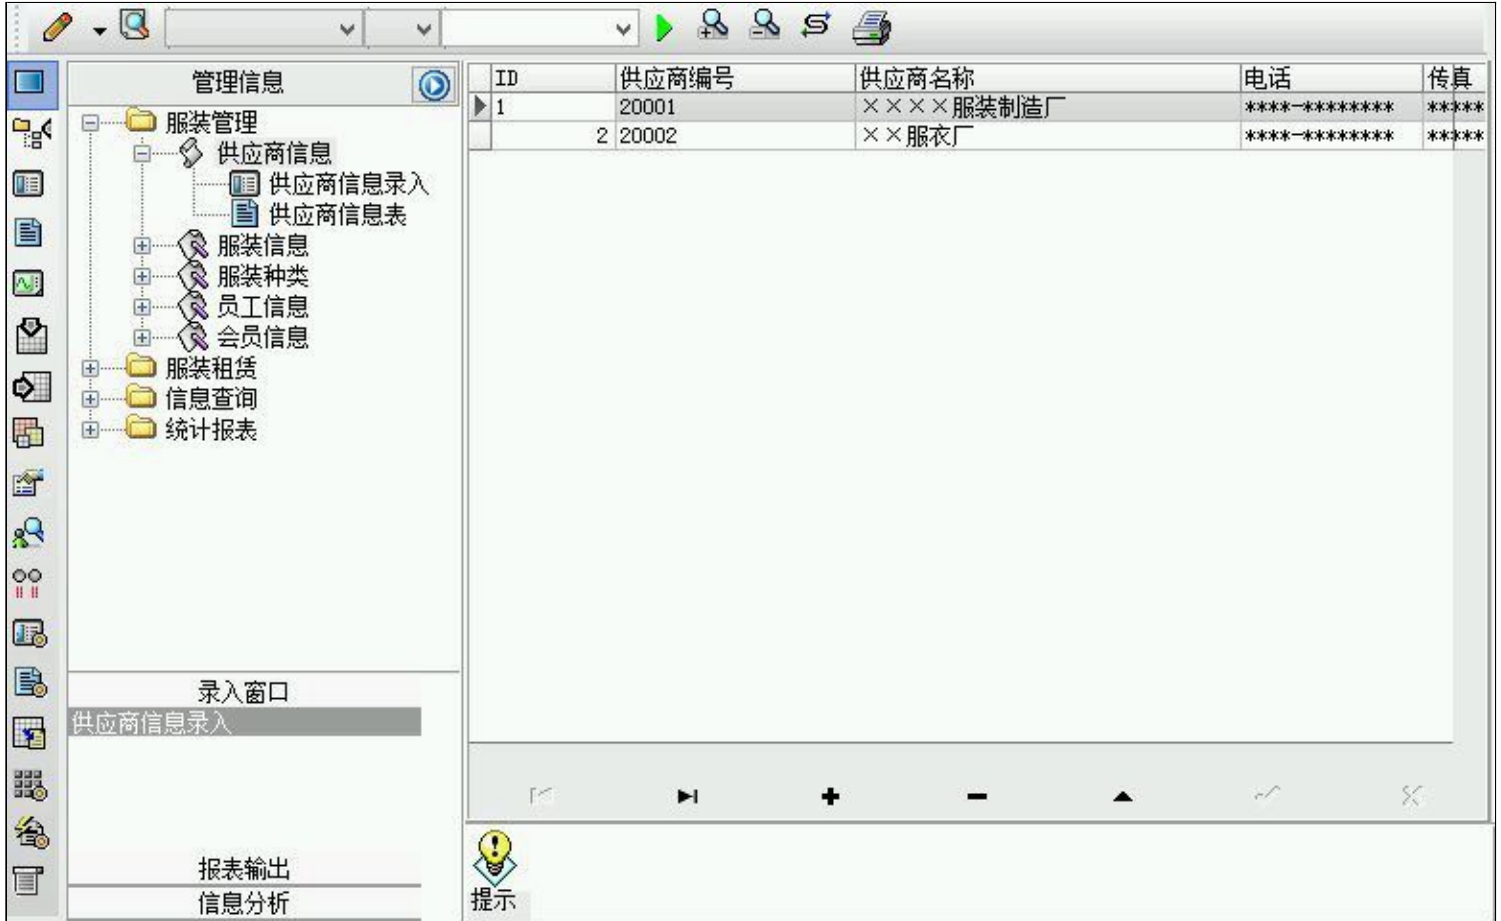 管理信息
服装管理
供应商信息
供应商信息录入
供应商信息表
服装信息
服装种类
员工信息
会员信息
服装租赁
信息查询
统计报表
录入窗口
供应商信息录入
报表输出
信息分析
ID 供应商编号 供应商名称 电话 传真
1 20001 ××××服装制造厂 ****-******** *****
2 20002 ××服衣厂 ****-******** *****
提示